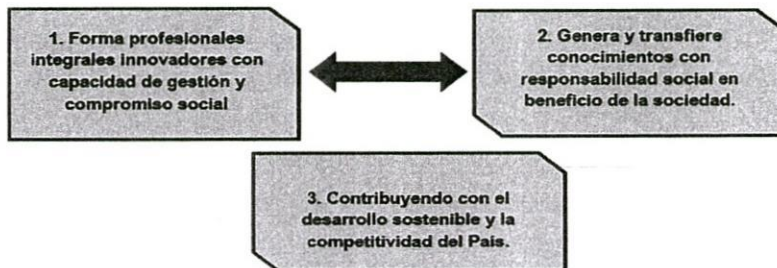 1. Forma profesionales
integrales innovadores con
capacidad de gestión y
compromiso social
2. Genera y transfiere
conocimientos con
responsabilidad social en
beneficio de la sociedad.
3. Contribuyendo con el
desarrollo sostenible y la
competitividad del País.